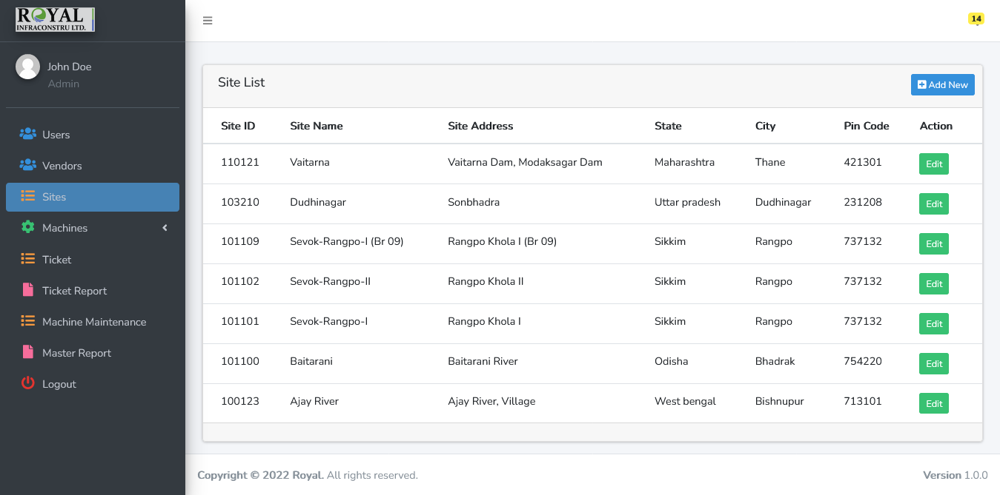 ROYAL
INFRACONSTRU LTD.
14
John Doe
Admin
Users
Vendors
Sites
Machines
Ticket
Ticket Report
Machine Maintenance
Master Report
Logout
Site List
Add New
Site ID Site Name Site Address State City Pin Code Action
110121 Vaitarna Vaitarna Dam, Modaksagar Dam Maharashtra Thane 421301 Edit
103210 Dudhinagar Sonbhadra Uttar pradesh Dudhinagar 231208 Edit
101109 Sevok-Rangpo-I (Br 09) Rangpo Khola I (Br 09) Sikkim Rangpo 737132 Edit
101102 Sevok-Rangpo-II Rangpo Khola II Sikkim Rangpo 737132 Edit
101101 Sevok-Rangpo-I Rangpo Khola I Sikkim Rangpo 737132 Edit
101100 Baitarani Baitarani River Odisha Bhadrak 754220 Edit
100123 Ajay River Ajay River, Village West bengal Bishnupur 713101 Edit
Copyright © 2022 Royal. All rights reserved.
Version 1.0.0